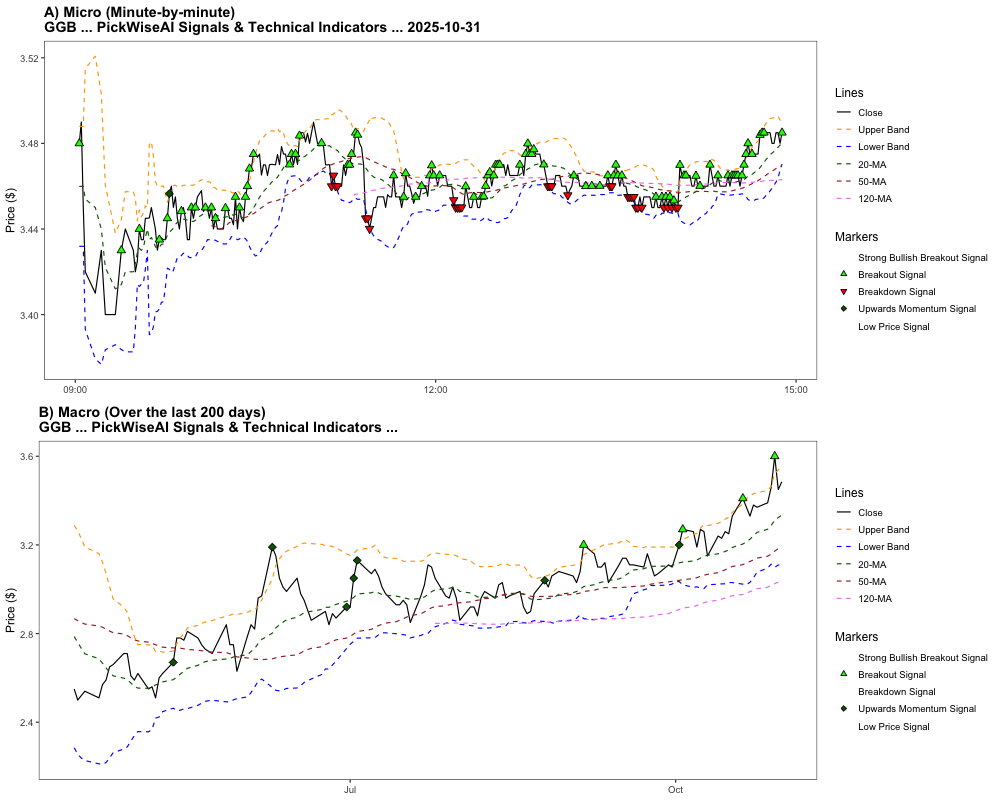 A) Micro (Minute-by-minute)
GGB ... PickWiseAI Signals & Technical Indicators ... 2025-10-31
Price ($)
3.52
3.48
3.44
3.40
09:00
12:00
15:00
Lines
Close
Upper Band
Lower Band
20-MA
50-MA
120-MA
Markers
Strong Bullish Breakout Signal
Breakout Signal
Breakdown Signal
Upwards Momentum Signal
Low Price Signal
B) Macro (Over the last 200 days)
GGB ... PickWiseAI Signals & Technical Indicators ...
Price ($)
3.6
3.2
2.8
2.4
Jul
Oct
Lines
Close
Upper Band
Lower Band
20-MA
50-MA
120-MA
Markers
Strong Bullish Breakout Signal
Breakout Signal
Breakdown Signal
Upwards Momentum Signal
Low Price Signal